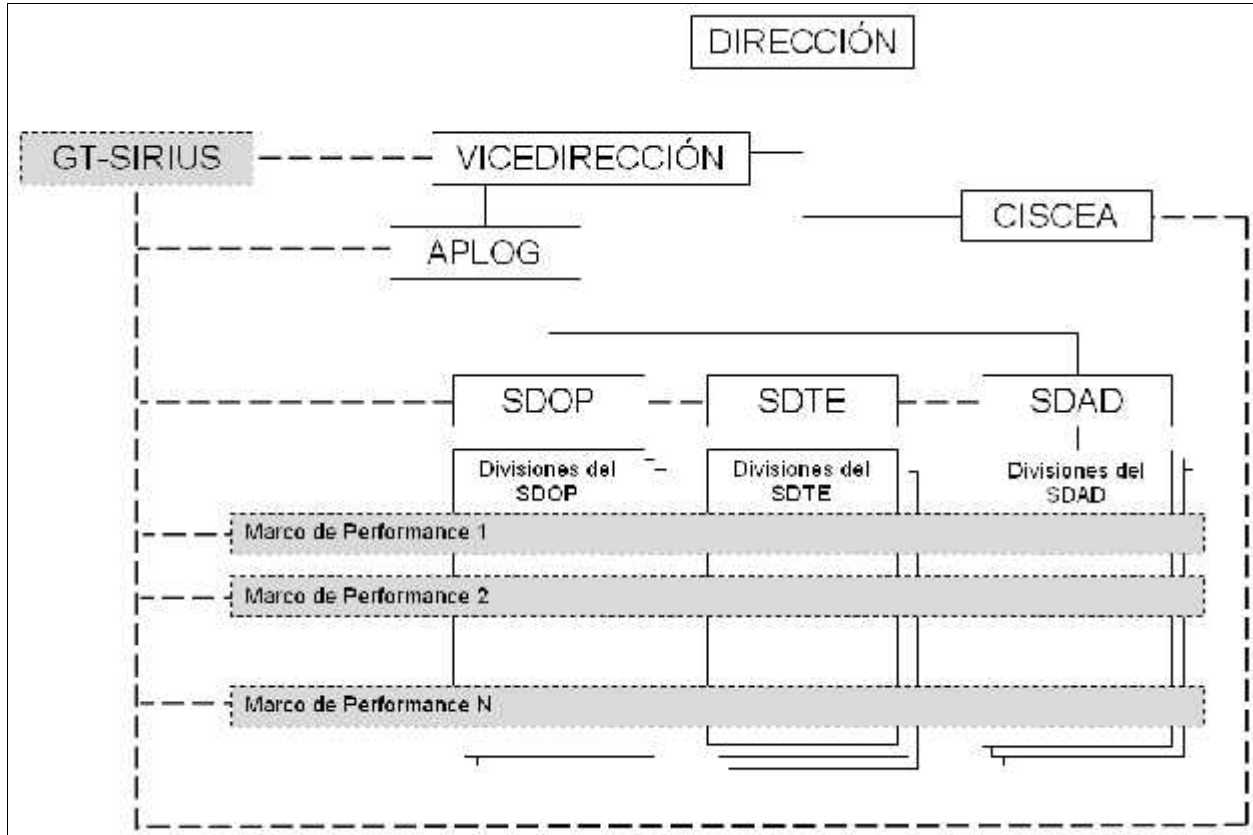 DIRECCIÓN
GT-SIRIUS
VICEDIRECCIÓN
CISCEA
APLOG
SDOP
SDTE
SDAD
Divisiones del
SDOP
Divisiones del
SDTE
Divisiones del
SDAD
Marco de Performance 1
Marco de Performance 2
Marco de Performance N